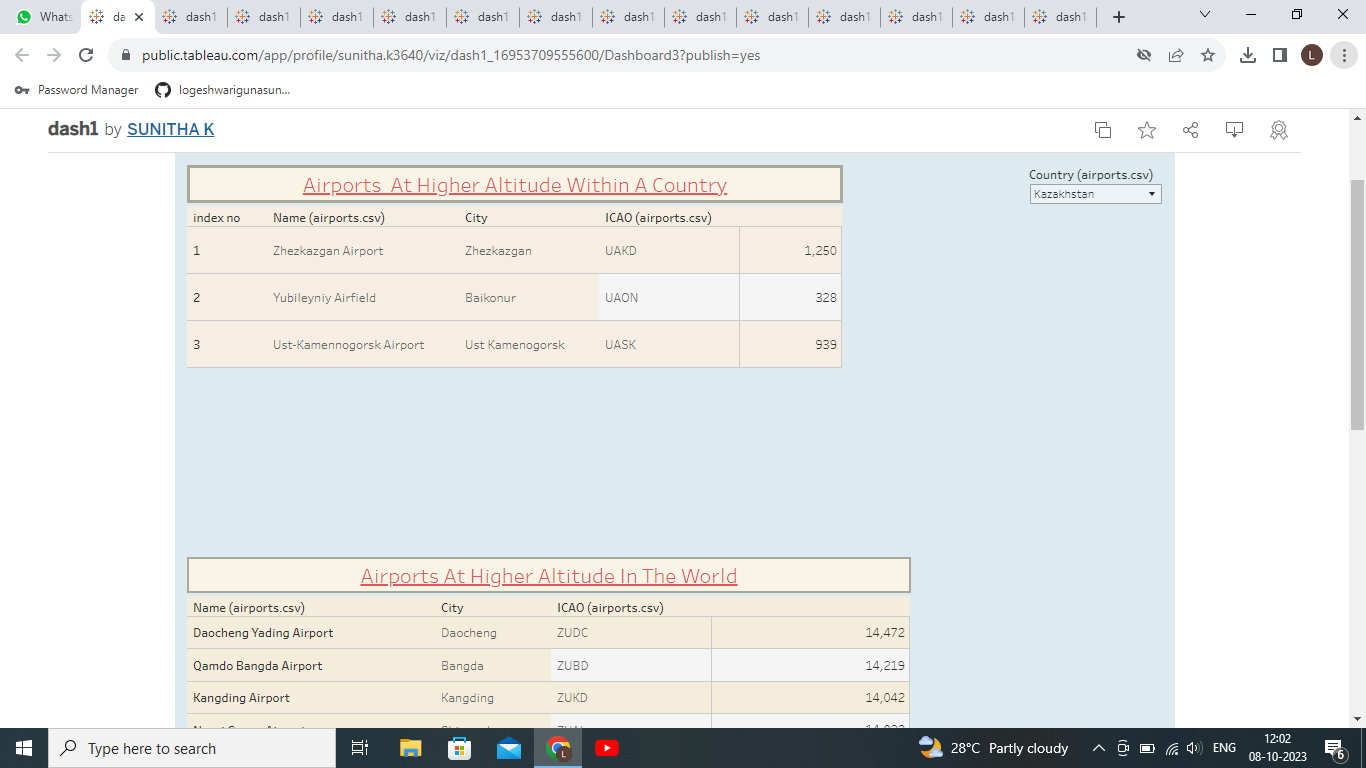 Whats
da
dash1
dash1
dash1
dash1
dash1
dash1
dash1
dash1
dash1
dash1
dash1
dash1
dash1
public.tableau.com/app/profile/sunitha.k3640/viz/dash1_16953709555600/Dashboard3?publish=yes
L
Password Manager
logeshwarigunasun...
dash1 by SUNITHA K
Airports At Higher Altitude Within A Country
Country (airports.csv)
Kazakhstan
index no Name (airports.csv) City ICAO (airports.csv)
1 Zhezkazgan Airport Zhezkazgan UAKD 1,250
2 Yubileyniy Airfield Baikonur UAON 328
3 Ust-Kamennogorsk Airport Ust Kamenogorsk UASK 939
Airports At Higher Altitude In The World
Name (airports.csv) City ICAO (airports.csv)
Daocheng Yading Airport Daocheng ZUDC 14,472
Qamdo Bangda Airport Bangda ZUBD 14,219
Kangding Airport Kangding ZUKD 14,042
Type here to search
L
28°C Partly cloudy
ENG
12:02
08-10-2023
6